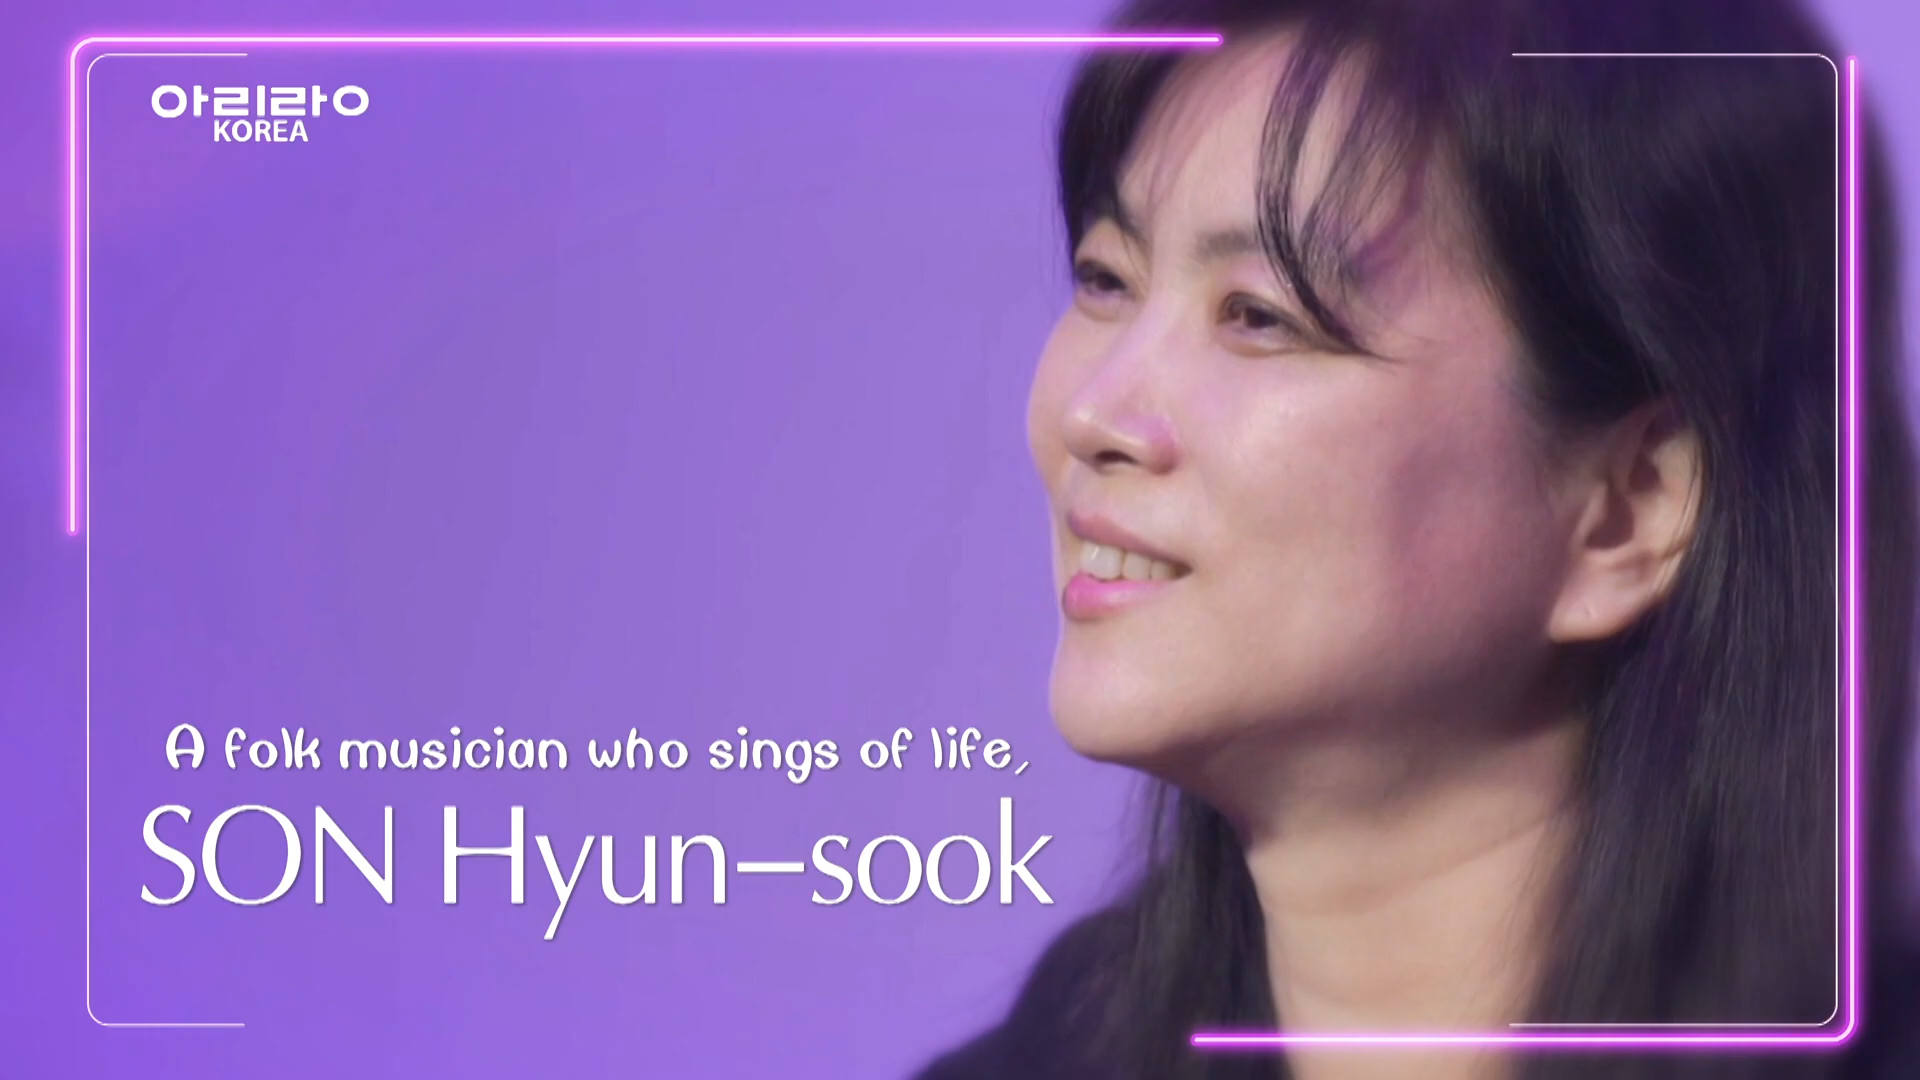 아리랑
KOREA
A folk musician who sings of life,
SON Hyun-sook